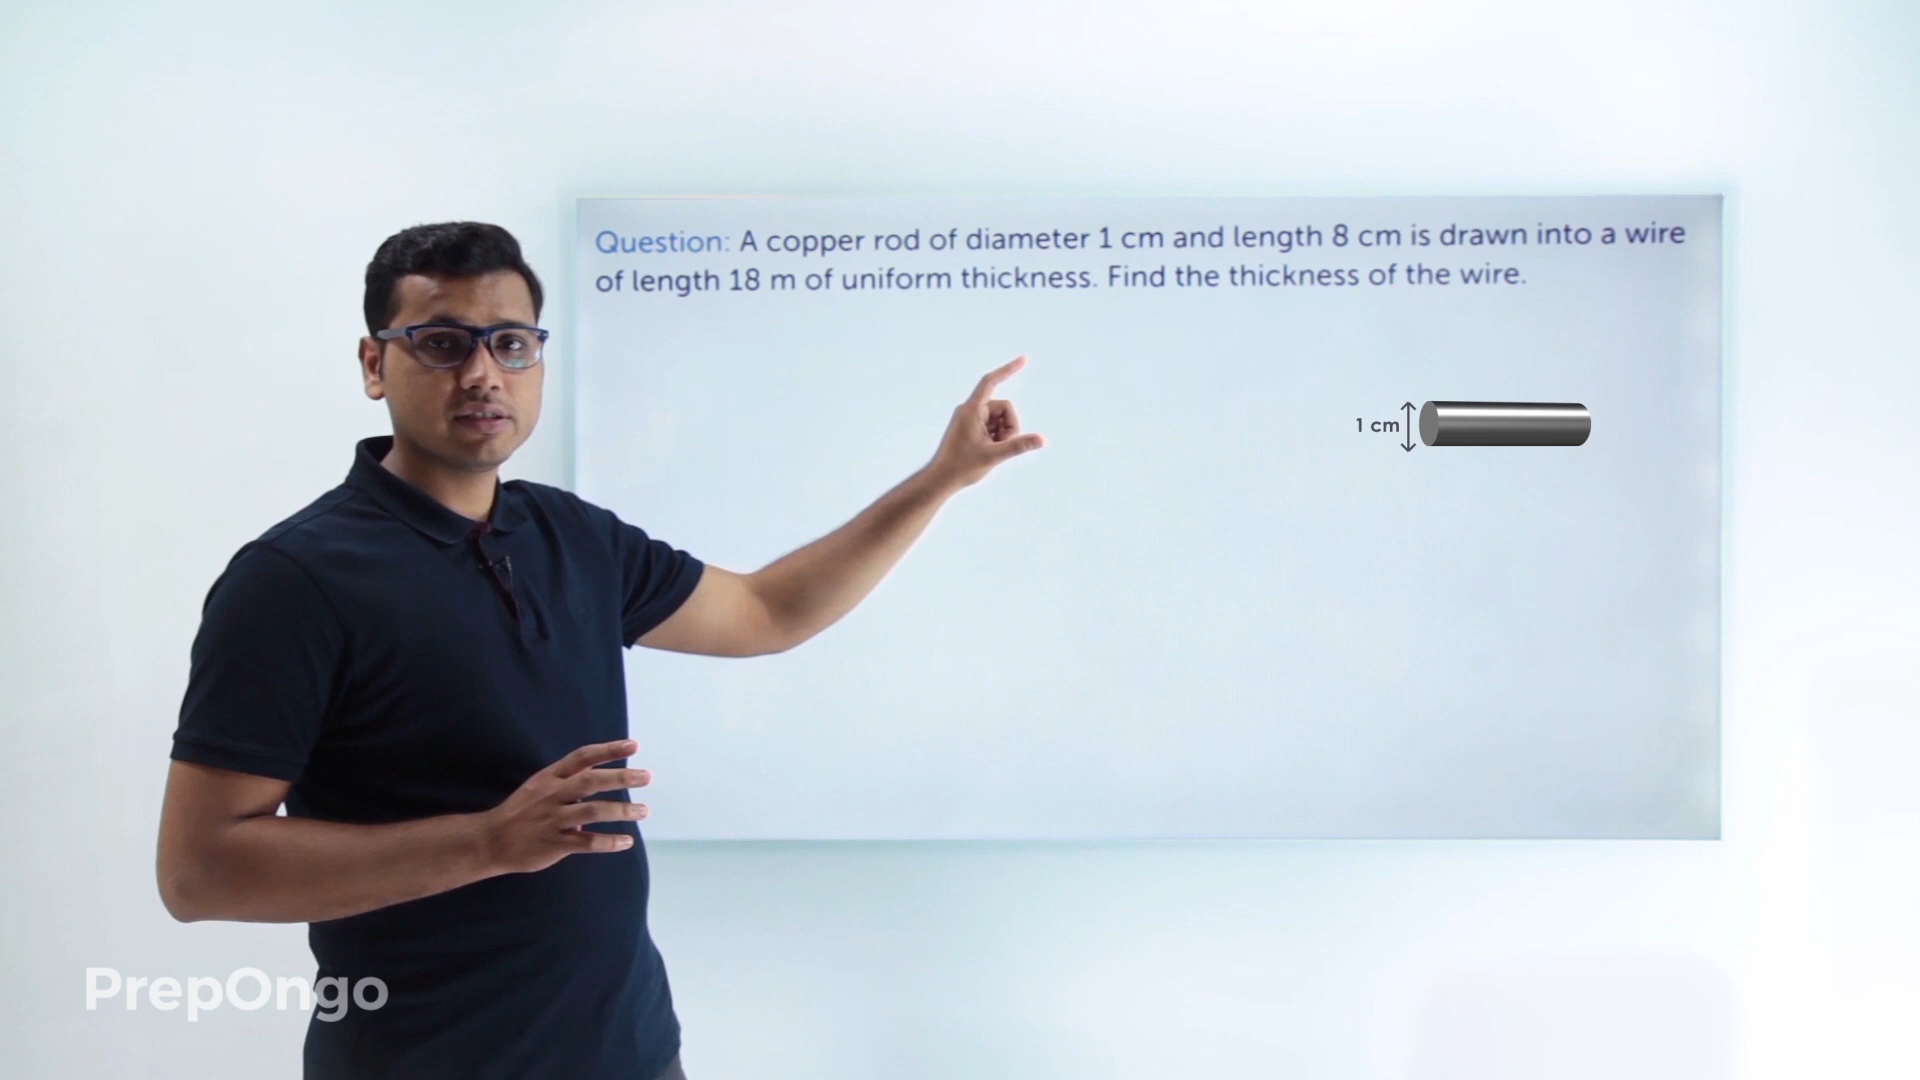 Question: A copper rod of diameter 1 cm and length 8 cm is drawn into a wire
of length 18 m of uniform thickness. Find the thickness of the wire.
1 cm
PrepOngo